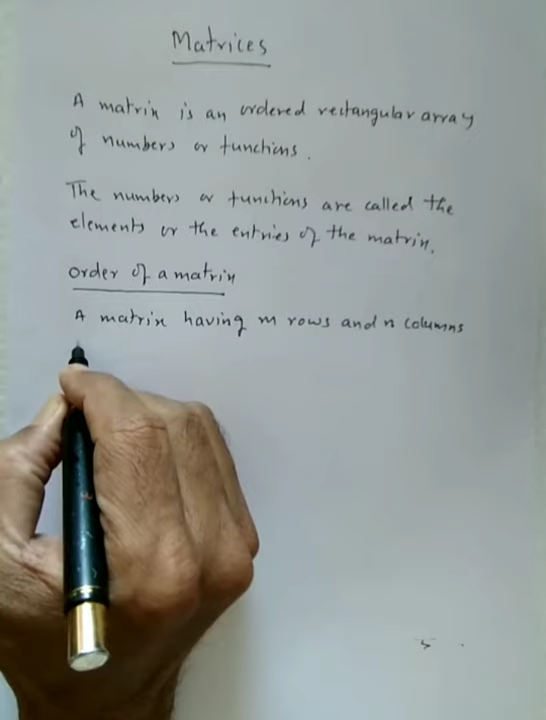 Matrices
A matrix is an ordered rectangular array
of numbers or functions.
The numbers or functions are called the
elements or the entries of the matrix.
order of a matrix
A matrix having m rows and n columns